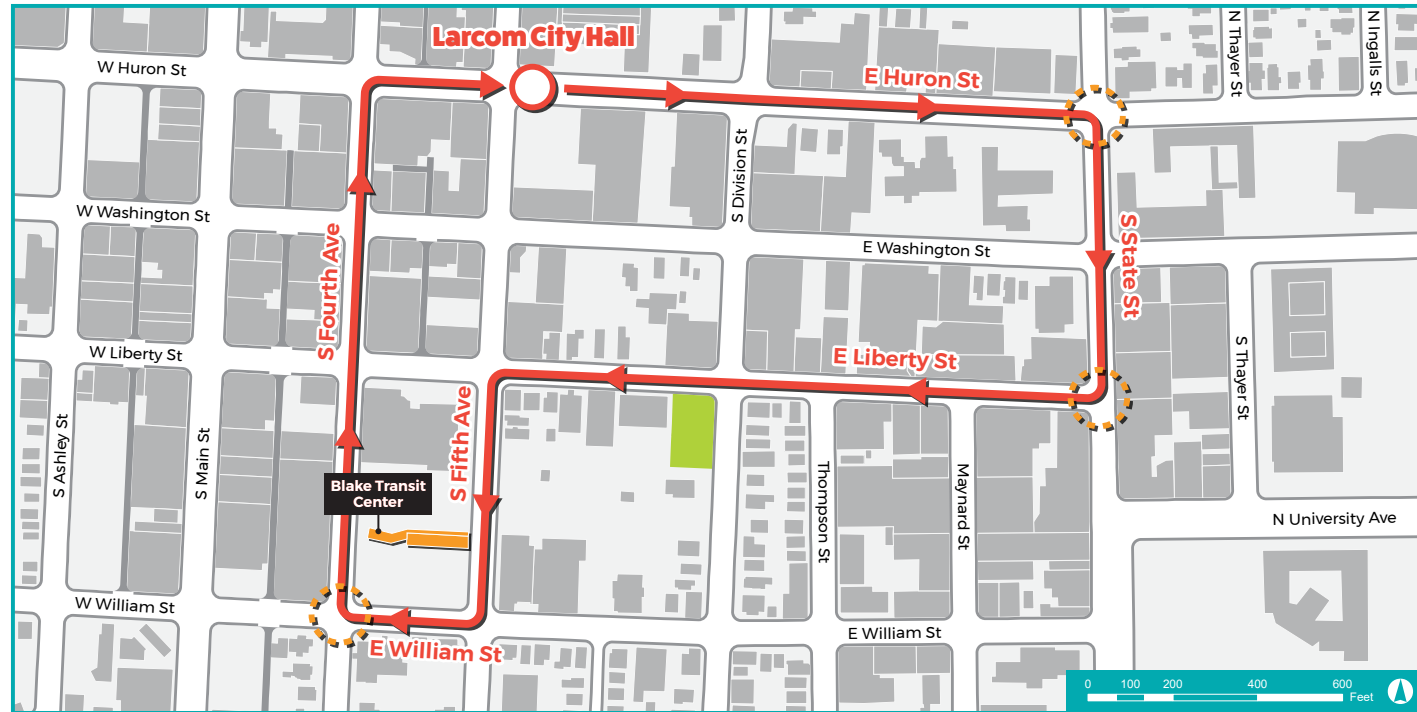 Larcom City Hall
W Huron St
E Huron St
N Thayer St
N Ingalls St
S Division St
W Washington St
E Washington St
S Fourth Ave
S State St
W Liberty St
E Liberty St
S Thayer St
S Fifth Ave
S Ashley St
S Main St
Blake Transit
Center
Thompson St
Maynard St
N University Ave
W William St
E William St
E William St
0 100 200 400 600
Feet